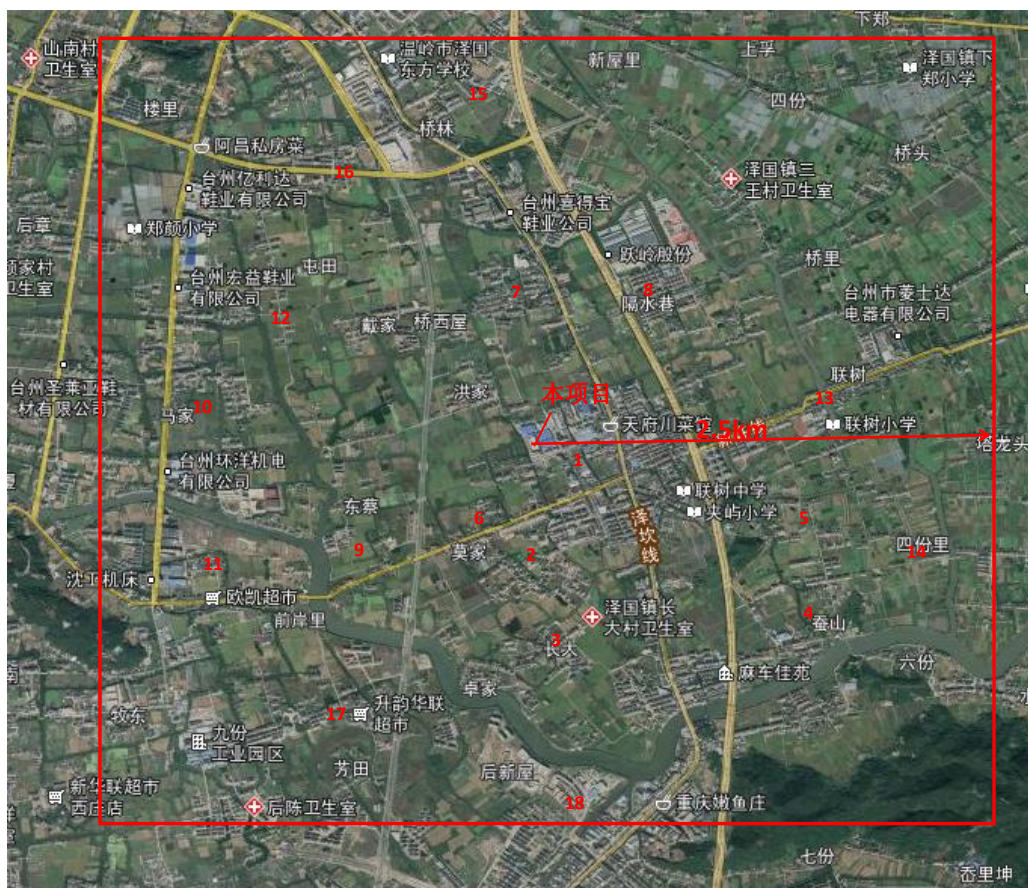 下郑
山南村
卫生室
温岭市泽国
东方学校
新屋里
上孚
泽国镇下
郑小学
15
楼里
四份
桥林
阿昌私房菜
桥头
16
泽国镇三
王村卫生室
台州亿利达
鞋业有限公司
台州喜得宝
鞋业公司
后章
郑颜小学
跃岭股份
桥里
顾家村
卫生室
屯田
台州宏益鞋业
有限公司
7
8
隔水巷
台州市菱士达
电器有限公司
12
戴家
桥西屋
联树
台州圣莱亚鞋
材有限公司
洪家
本项目
13
10
马家
天府川菜馆
2.5km
联树小学
塔龙头
1
台州环洋机电
有限公司
联树中学
东蔡
夹屿小学
6
5
泽坎线
9
莫家
2
四份里
14
11
沈工机床
欧凯超市
前岸里
泽国镇长
大村卫生室
4
蚕山
3
长大
六份
麻车佳苑
卓家
牧东
17
升韵华联
超市
九份
工业园区
芳田
后新屋
新华联超市
西庄店
后陈卫生室
18
重庆嫩鱼庄
七份
岙里坤